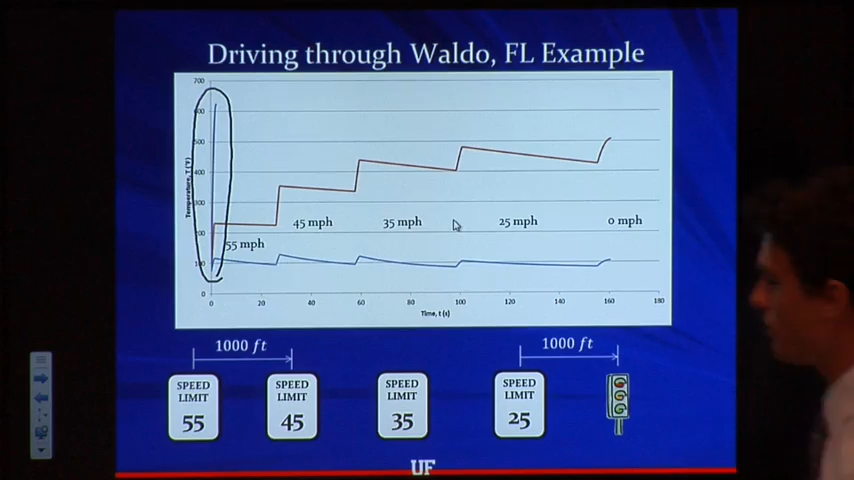 Driving through Waldo, FL Example
700
600
500
400
300
200
100
0
Temperature, T (°F)
55 mph
45 mph
35 mph
25 mph
0 mph
0 20 40 60 80 100 120 140 160 180
Time, t (s)
1000 ft
1000 ft
SPEED LIMIT 55
SPEED LIMIT 45
SPEED LIMIT 35
SPEED LIMIT 25
UF